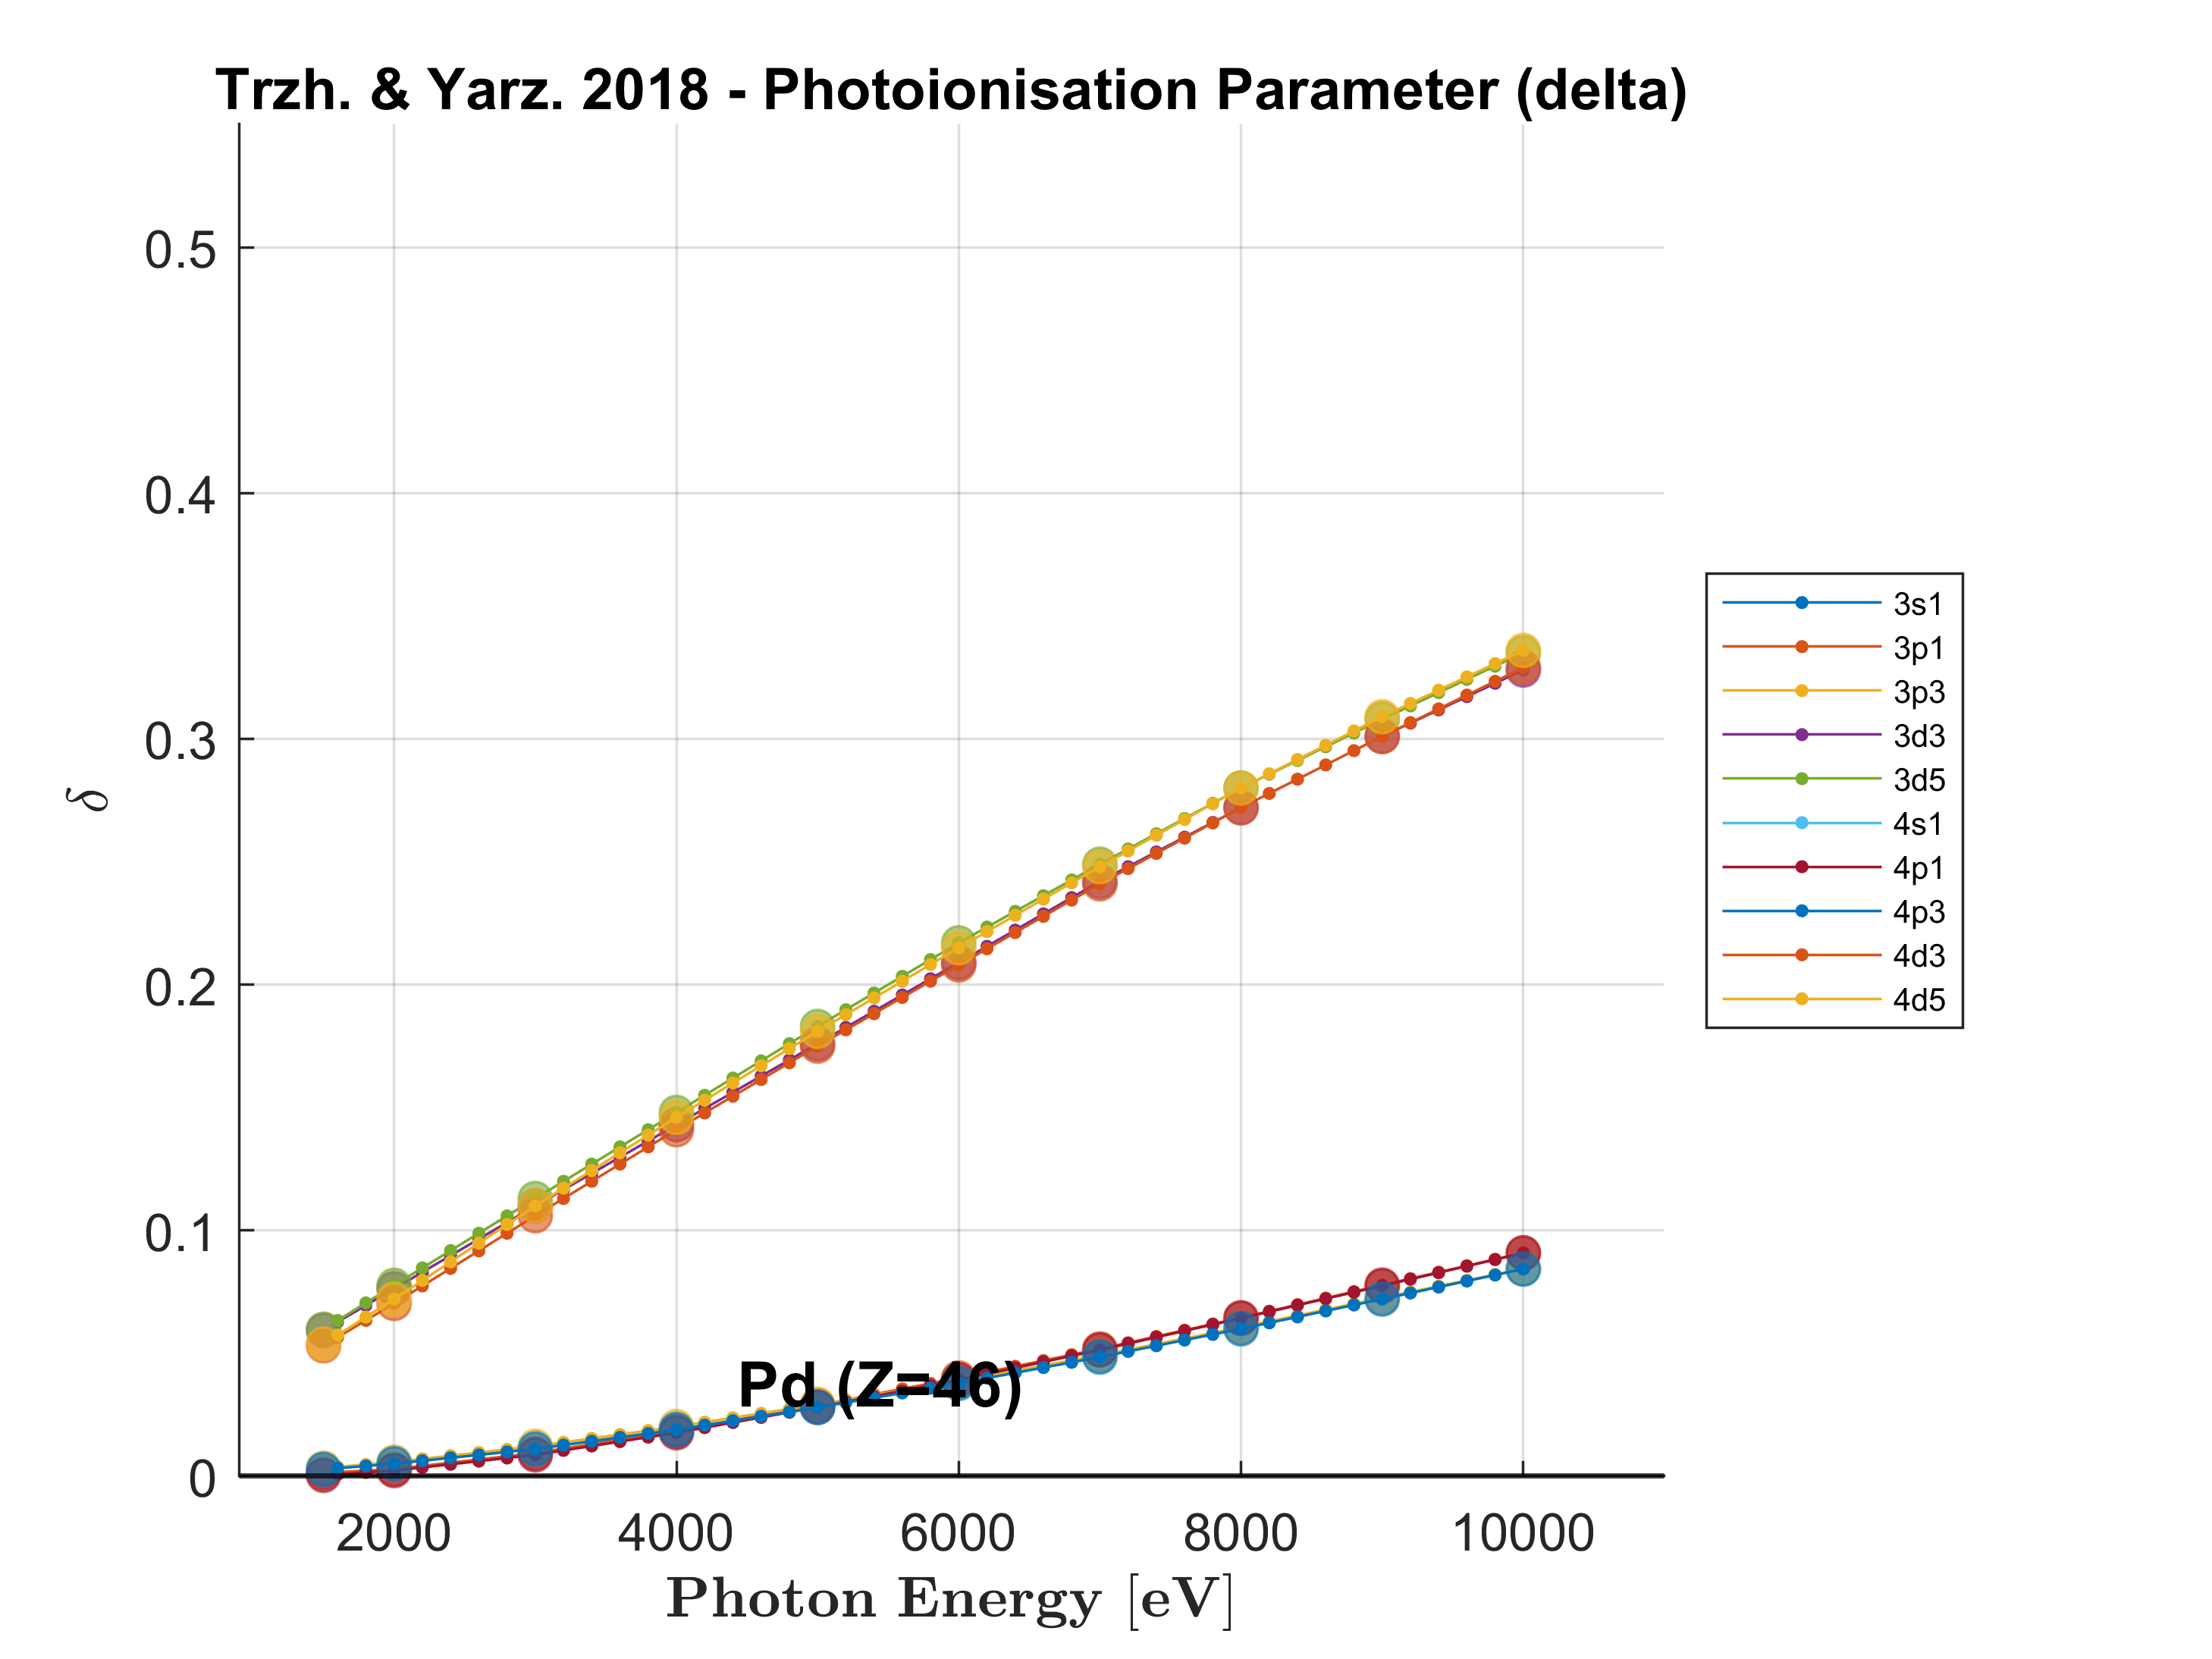 Trzh. & Yarz. 2018 - Photoionisation Parameter (delta)
0.5
0.4
0.3
0.2
0.1
0
δ
2000 4000 6000 8000 10000
Photon Energy [eV]
Pd (Z=46)
3s1
3p1
3p3
3d3
3d5
4s1
4p1
4p3
4d3
4d5